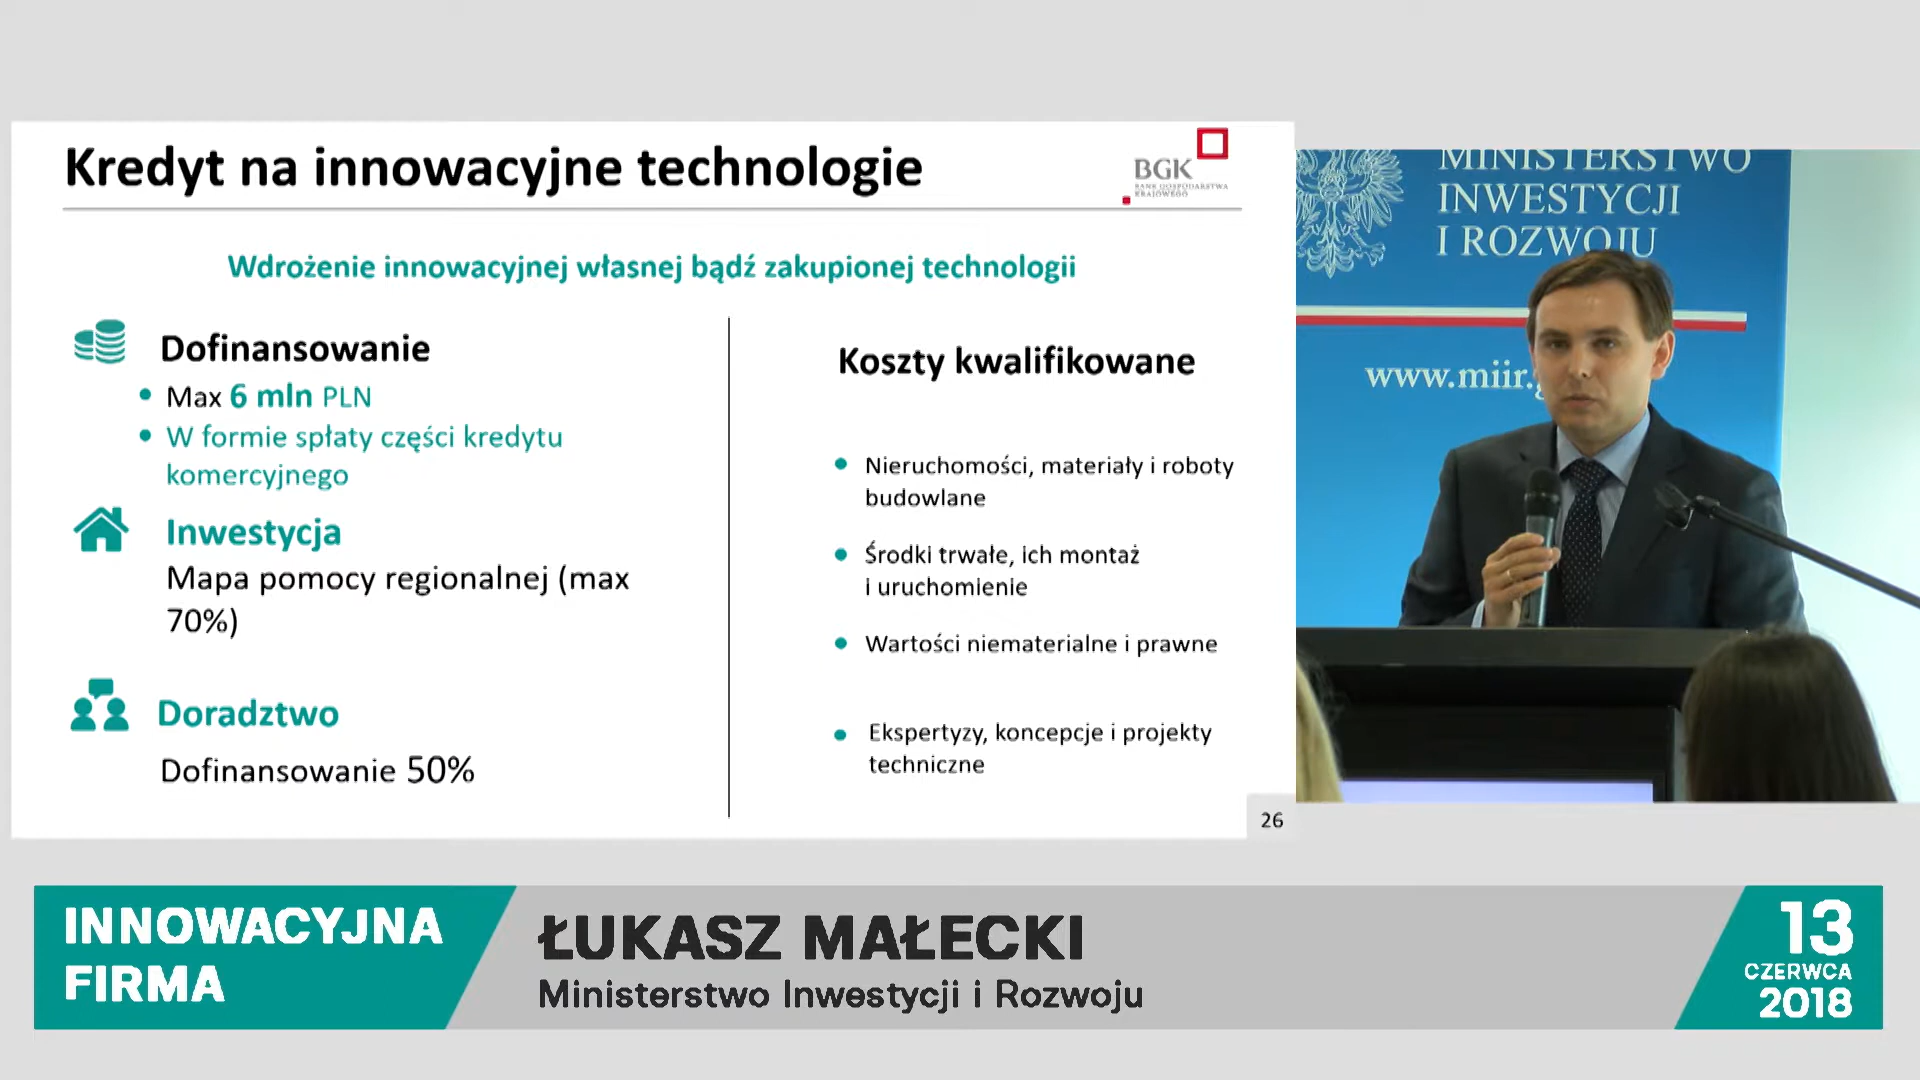 Kredyt na innowacyjne technologie
BGK
BANK GOSPODARSTWA
KRAJOWEGO
Wdrożenie innowacyjnej własnej bądź zakupionej technologii
Dofinansowanie
• Max 6 mln PLN
• W formie spłaty części kredytu
komercyjnego
Inwestycja
Mapa pomocy regionalnej (max
70%)
Doradztwo
Dofinansowanie 50%
Koszty kwalifikowane
• Nieruchomości, materiały i roboty
budowlane
• Środki trwałe, ich montaż
i uruchomienie
• Wartości niematerialne i prawne
• Ekspertyzy, koncepcje i projekty
techniczne
26
MINISTERSTWO
INWESTYCJI
I ROZWOJU
www.miir.g
INNOWACYJNA
FIRMA
ŁUKASZ MAŁECKI
Ministerstwo Inwestycji i Rozwoju
13
CZERWCA
2018